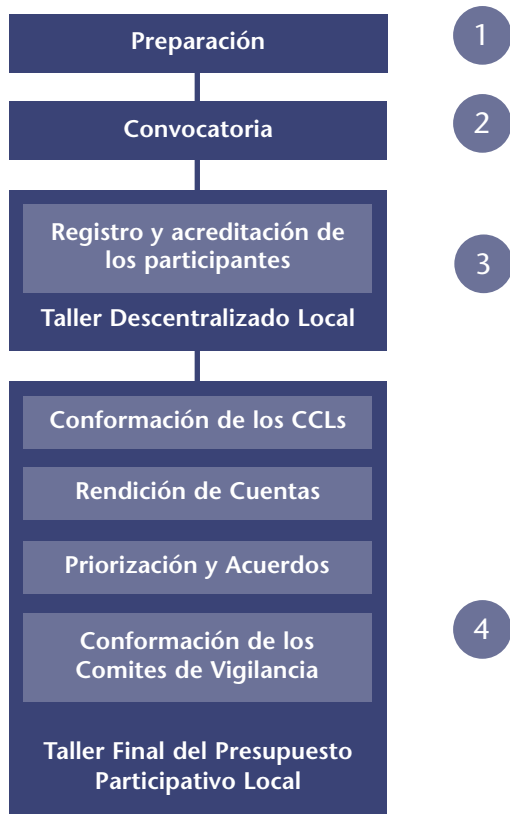 Preparación
1
Convocatoria
2
Registro y acreditación de
los participantes
3
Taller Descentralizado Local
Conformación de los CCLs
Rendición de Cuentas
Priorización y Acuerdos
4
Conformación de los
Comites de Vigilancia
Taller Final del Presupuesto
Participativo Local